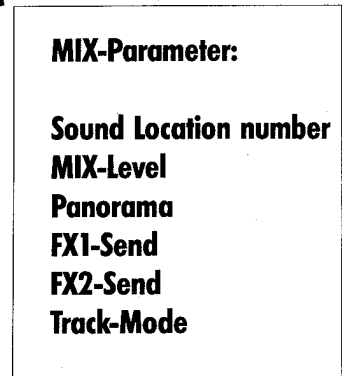 MIX-Parameter:
Sound Location number
MIX-Level
Panorama
FX1-Send
FX2-Send
Track-Mode